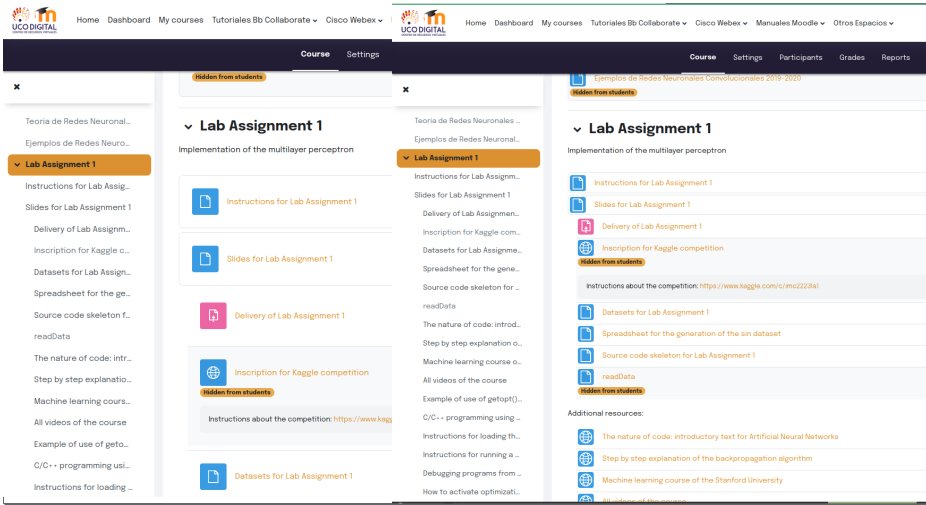 UCODIGITAL
Home Dashboard My courses Tutoriales Bb Collaborate Cisco Webex
Course Settings
Hidden from students
Teoria de Redes Neuronal...
Ejemplos de Redes Neuro...
Lab Assignment 1
Instructions for Lab Assig...
Slides for Lab Assignment 1
Delivery of Lab Assignm...
Inscription for Kaggle c...
Datasets for Lab Assign...
Spreadsheet for the ge...
Source code skeleton f...
readData
The nature of code: intr...
Step by step explanatio...
Machine learning cours...
All videos of the course
Example of use of geto...
C/C++ programming usi...
Instructions for loading ...
Lab Assignment 1
Implementation of the multilayer perceptron
Instructions for Lab Assignment 1
Slides for Lab Assignment 1
Delivery of Lab Assignment 1
Inscription for Kaggle competition
Hidden from students
Instructions about the competition: https://www.kagg
Datasets for Lab Assignment 1
UCODIGITAL
Home Dashboard My courses Tutoriales Bb Collaborate Cisco Webex Manuales Moodle Otros Espacios
Course Settings Participants Grades Reports
Teoria de Redes Neuronales ...
Ejemplos de Redes Neuronal...
Lab Assignment 1
Instructions for Lab Assignm...
Slides for Lab Assignment 1
Delivery of Lab Assignmen...
Inscription for Kaggle com...
Datasets for Lab Assignme...
Spreadsheet for the gene...
Source code skeleton for ...
readData
The nature of code: introd...
Step by step explanation o...
Machine learning course o...
All videos of the course
Example of use of getopt()...
C/C++ programming using ...
Instructions for loading th...
Instructions for running a ...
Debugging programs from ...
How to activate optimizati...
Ejemplos de Redes Neuronales Convolucionales 2019-2020
Hidden from students
Lab Assignment 1
Implementation of the multilayer perceptron
Instructions for Lab Assignment 1
Slides for Lab Assignment 1
Delivery of Lab Assignment 1
Inscription for Kaggle competition
Hidden from students
Instructions about the competition: https://www.kaggle.com/c/imc2223la1
Datasets for Lab Assignment 1
Spreadsheet for the generation of the sin dataset
Source code skeleton for Lab Assignment 1
readData
Hidden from students
Additional resources:
The nature of code: introductory text for Artificial Neural Networks
Step by step explanation of the backpropagation algorithm
Machine learning course of the Stanford University
All videos of the course